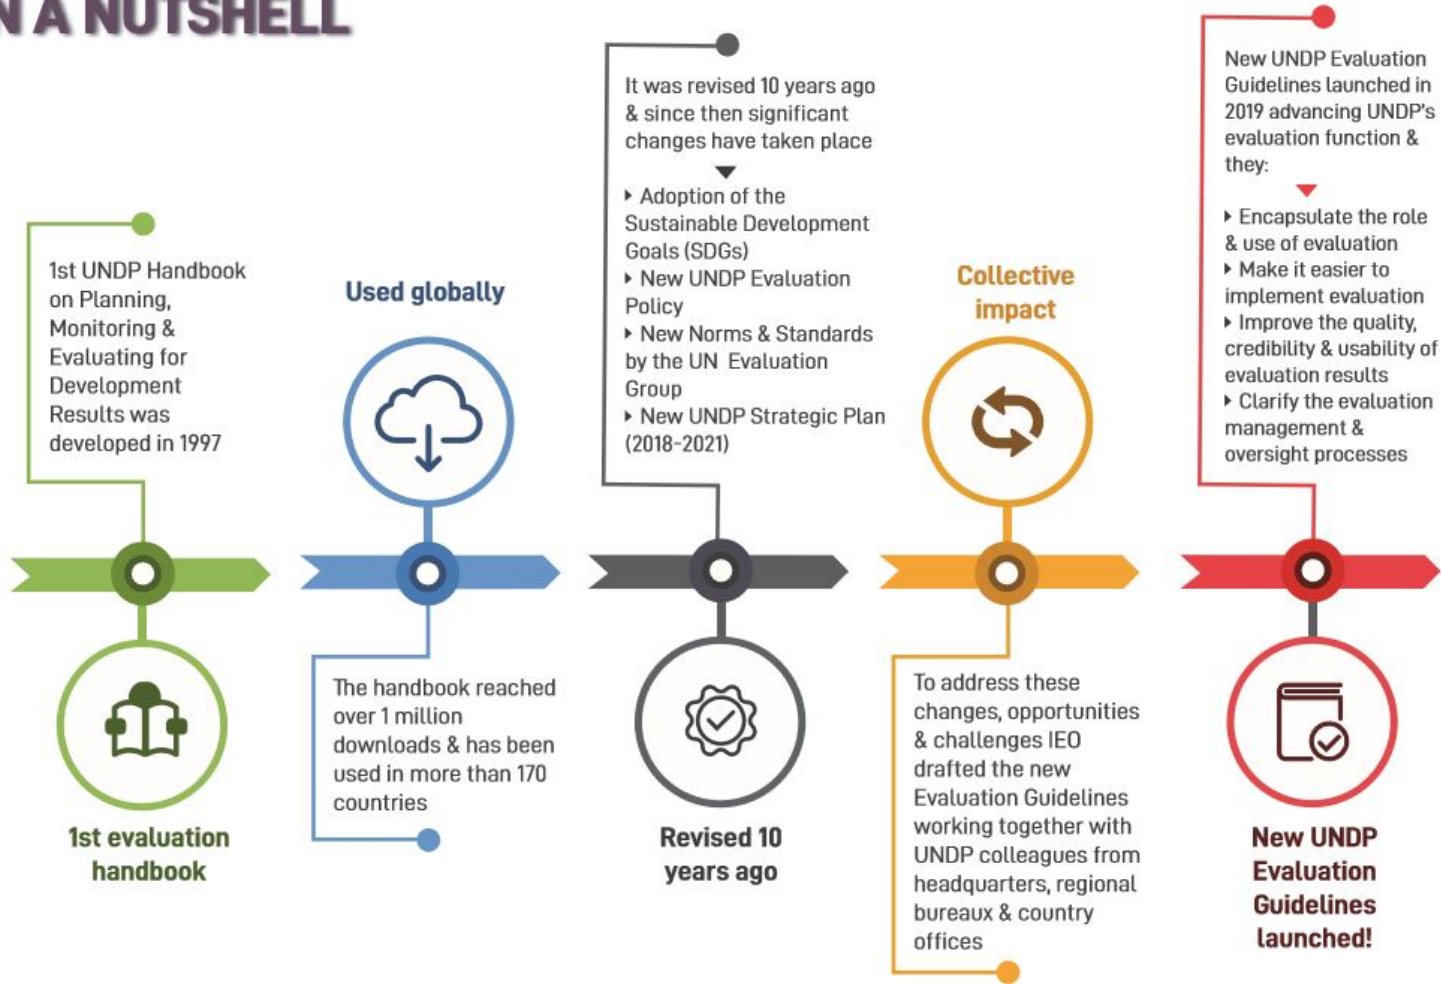 N A NUTSHELL
1st UNDP Handbook
on Planning,
Monitoring &
Evaluating for
Development
Results was
developed in 1997
1st evaluation
handbook
Used globally
The handbook reached
over 1 million
downloads & has been
used in more than 170
countries
It was revised 10 years ago
& since then significant
changes have taken place
Adoption of the
Sustainable Development
Goals (SDGs)
New UNDP Evaluation
Policy
New Norms & Standards
by the UN Evaluation
Group
New UNDP Strategic Plan
(2018-2021)
Revised 10
years ago
Collective
impact
To address these
changes, opportunities
& challenges IEO
drafted the new
Evaluation Guidelines
working together with
UNDP colleagues from
headquarters, regional
bureaux & country
offices
New UNDP Evaluation
Guidelines launched in
2019 advancing UNDP's
evaluation function &
they:
Encapsulate the role
& use of evaluation
Make it easier to
implement evaluation
Improve the quality,
credibility & usability of
evaluation results
Clarify the evaluation
management &
oversight processes
New UNDP
Evaluation
Guidelines
launched!